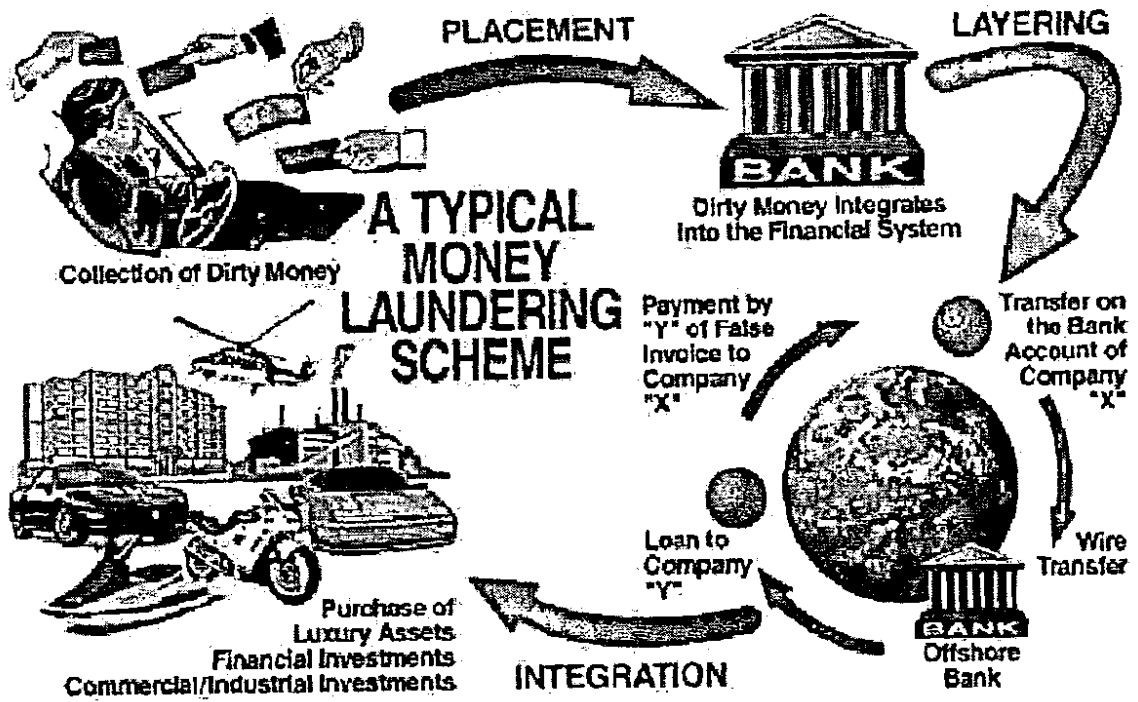 PLACEMENT
LAYERING
BANK
Dirty Money Integrates
Into the Financial System
Collection of Dirty Money
A TYPICAL
MONEY
LAUNDERING
SCHEME
Transfer on
the Bank
Account of
Company
"X"
Wire
Transfer
BANK
Offshore
Bank
Loan to
Company
"Y"
Payment by
"Y" of False
Invoice to
Company
"X"
INTEGRATION
Purchase of
Luxury Assets
Financial Investments
Commercial/Industrial Investments